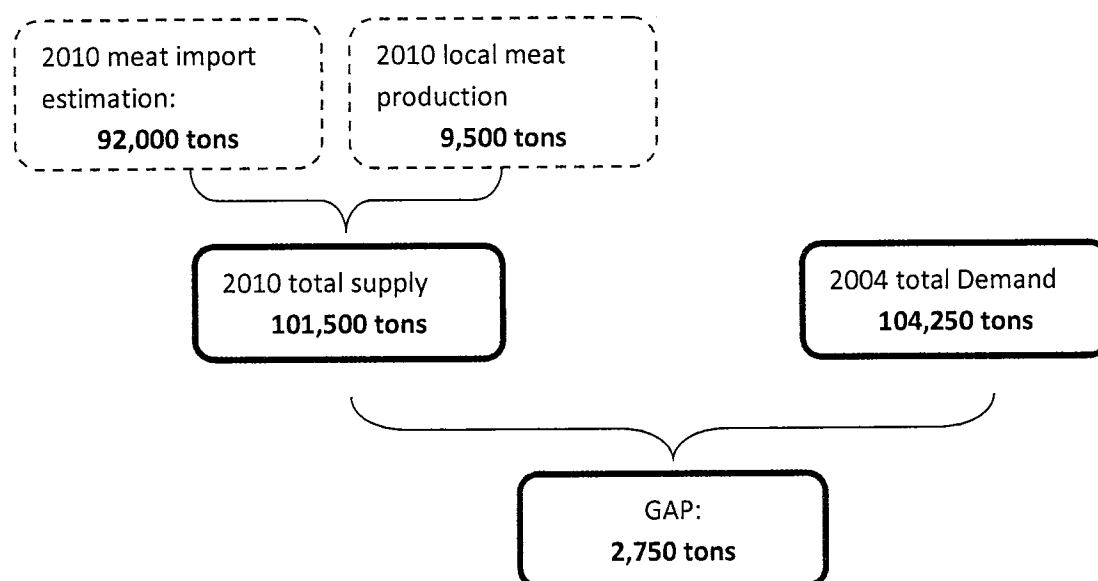 2010 meat import
estimation:
92,000 tons
2010 local meat
production
9,500 tons
2010 total supply
101,500 tons
2004 total Demand
104,250 tons
GAP:
2,750 tons